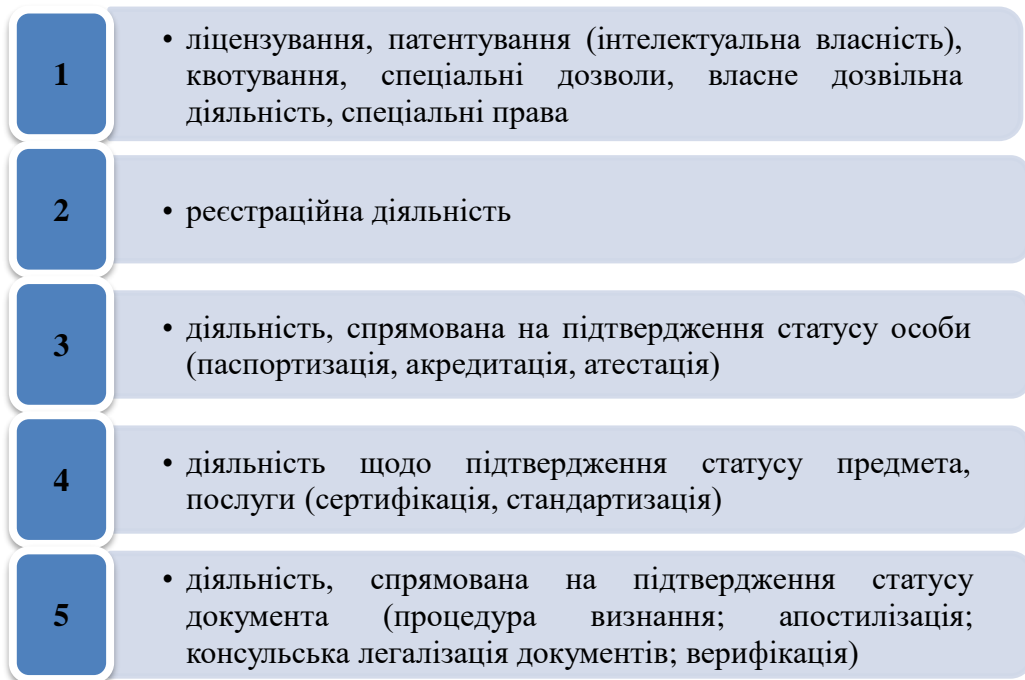 1
• ліцензування, патентування (інтелектуальна власність),
квотування, спеціальні дозволи, власне дозвільна
діяльність, спеціальні права
2
• реєстраційна діяльність
3
• діяльність, спрямована на підтвердження статусу особи
(паспортизація, акредитація, атестація)
4
• діяльність щодо підтвердження статусу предмета,
послуги (сертифікація, стандартизація)
5
• діяльність, спрямована на підтвердження статусу
документа (процедура визнання; апостилізація;
консульська легалізація документів; верифікація)